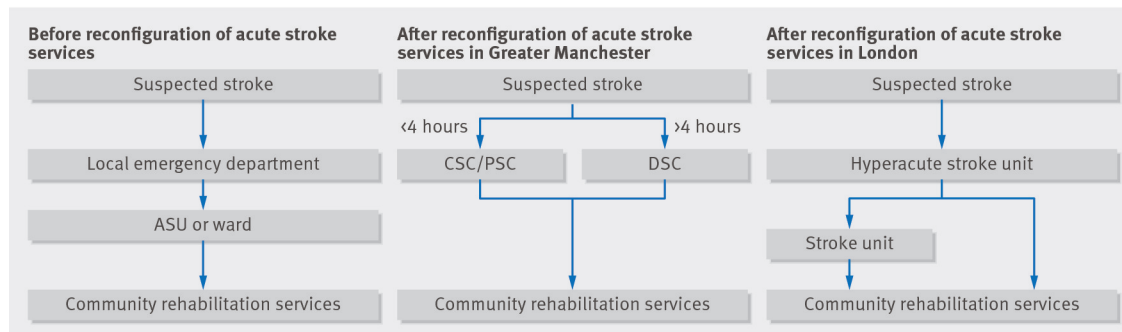 Before reconfiguration of acute stroke
services
Suspected stroke
Local emergency department
ASU or ward
Community rehabilitation services
After reconfiguration of acute stroke
services in Greater Manchester
Suspected stroke
<4 hours
>4 hours
CSC/PSC
DSC
Community rehabilitation services
After reconfiguration of acute stroke
services in London
Suspected stroke
Hyperacute stroke unit
Stroke unit
Community rehabilitation services